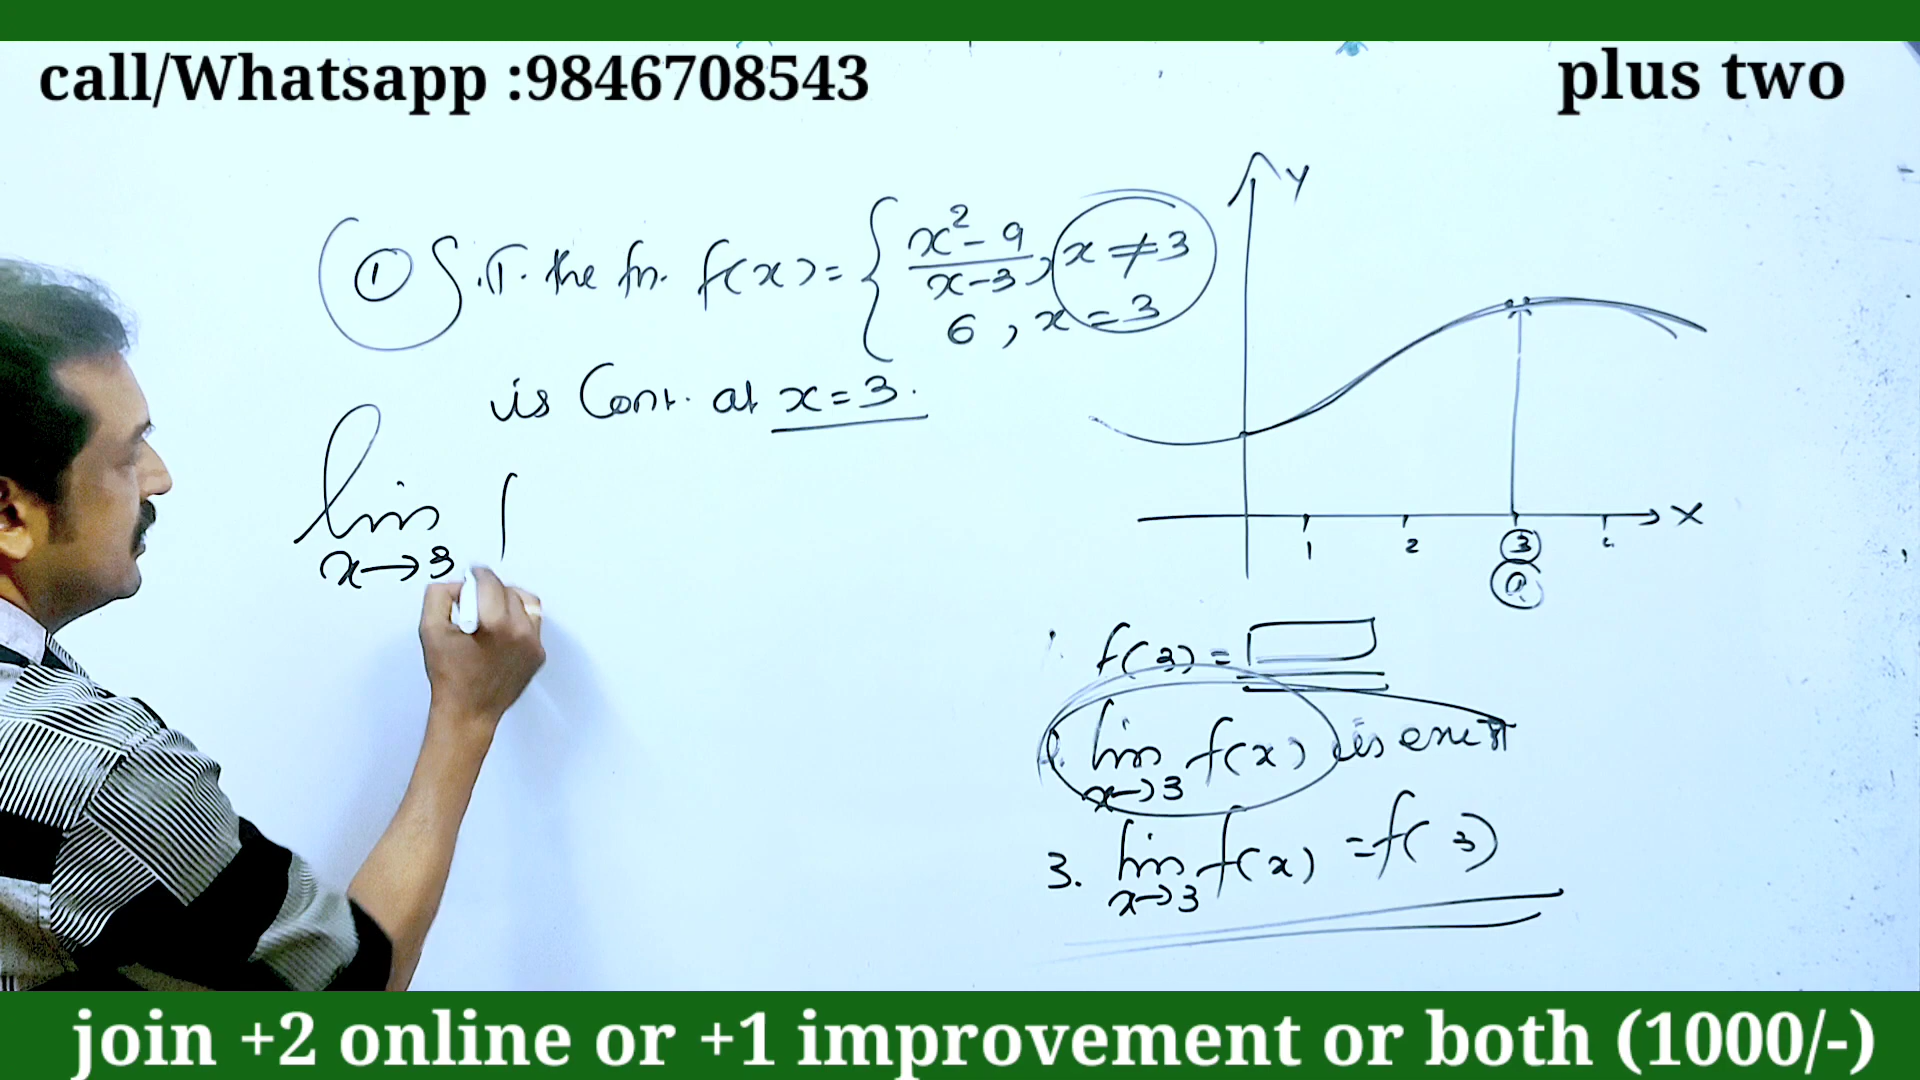 call/Whatsapp :9846708543
plus two
① S.T. the fn. f(x) = { x² - 9 / x - 3 , x ≠ 3
6 , x = 3
is Cont. at x = 3.
lim
x→3
Y
X
1 2 3
a
1. f(3) =
lim f(x) is exist
x→3
3. lim f(x) = f(3)
x→3
join +2 online or +1 improvement or both (1000/-)